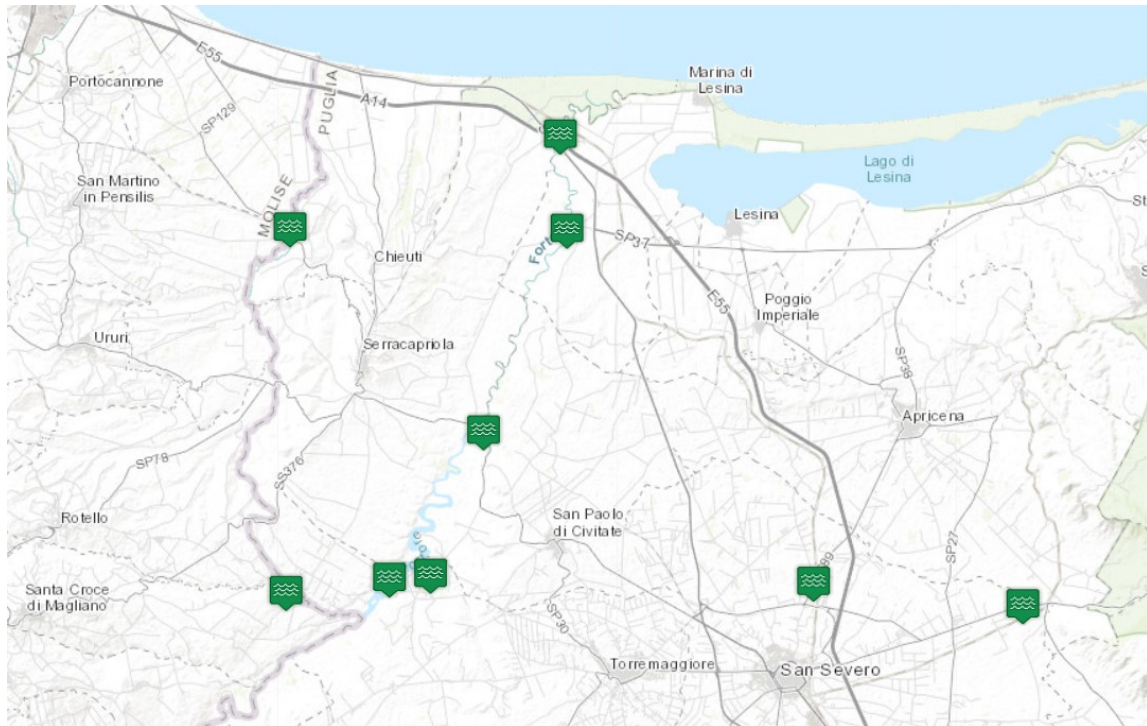 E55
Marina di
Lesina
Portocannone
PUGLIA
A14
SP129
Lago di
Lesina
San Martino
in Pensilis
MOLISE
Lesina
SP37
Chieuti
E55
Poggio
Imperiale
Ururi
Serracapriola
SP38
Apricena
SP78
SS376
Rotello
San Paolo
di Civitate
SP27
Santa Croce
di Magliano
SP30
Torremaggiore
San Severo